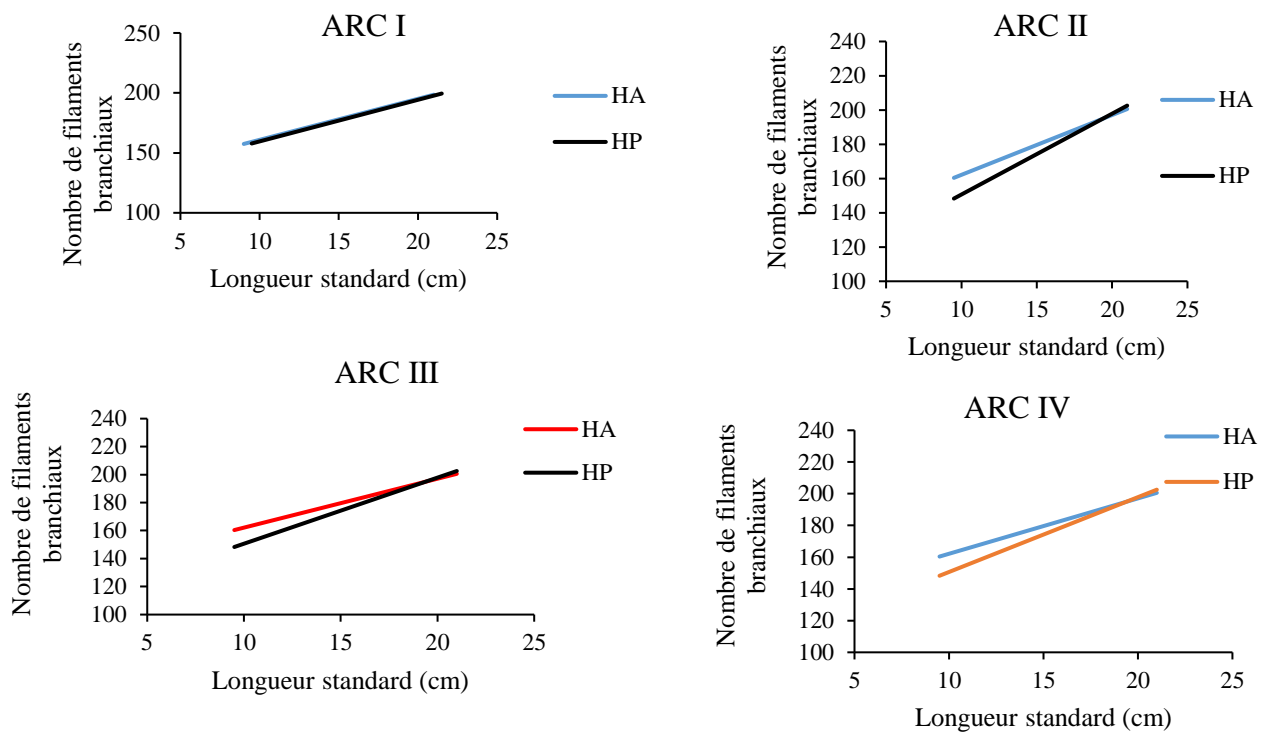 ARC I
Nombre de filaments
branchiaux
250
200
150
100
5 10 15 20 25
Longueur standard (cm)
HA
HP
ARC II
Nombre de filaments
branchiaux
240
220
200
180
160
140
120
100
5 10 15 20 25
Longueur standard (cm)
HA
HP
ARC III
Nombre de filaments
branchiaux
240
220
200
180
160
140
120
100
5 10 15 20 25
Longueur standard (cm)
HA
HP
ARC IV
Nombre de filaments
branchiaux
240
220
200
180
160
140
120
100
5 10 15 20 25
Longueur standard (cm)
HA
HP